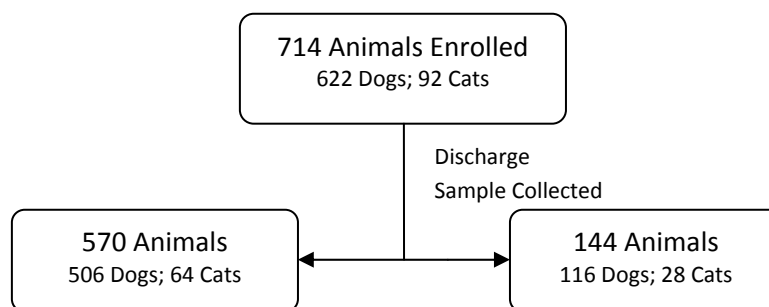 714 Animals Enrolled
622 Dogs; 92 Cats
Discharge
Sample Collected
570 Animals
506 Dogs; 64 Cats
144 Animals
116 Dogs; 28 Cats